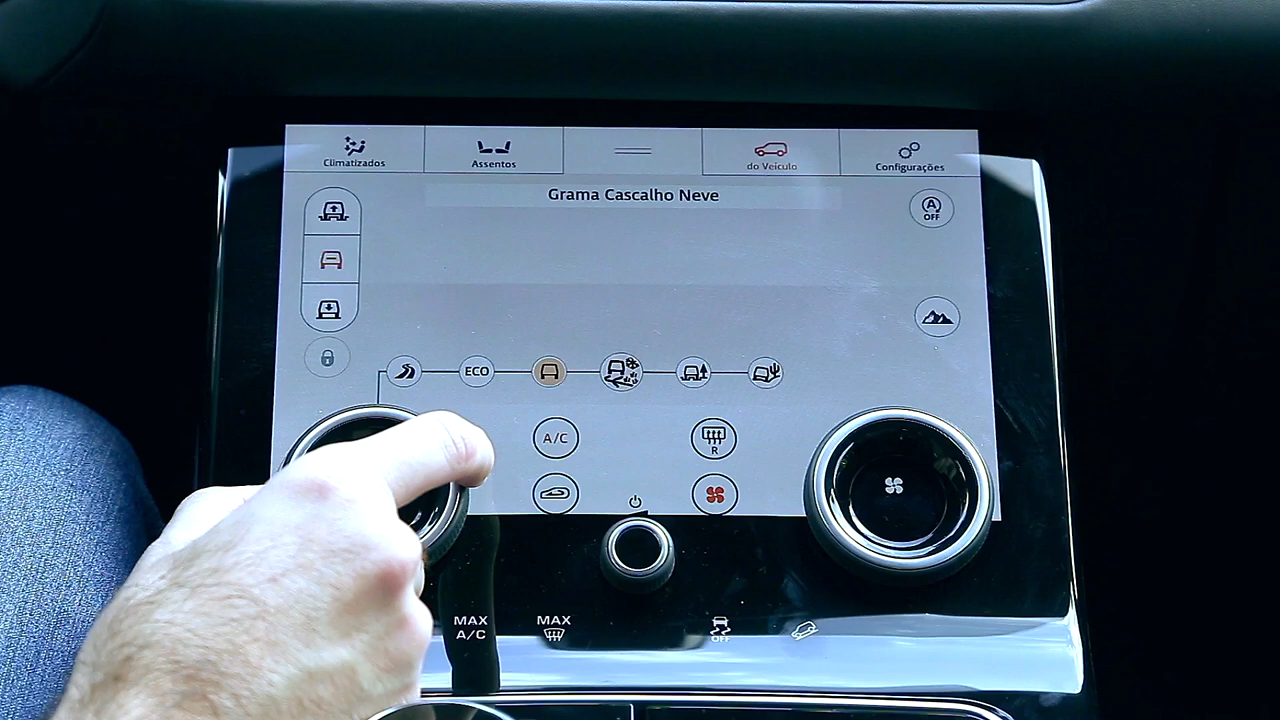 Climatizados
Assentos
do Veículo
Configurações
Grama Cascalho Neve
A
OFF
ECO
A/C
R
MAX
A/C
MAX
OFF